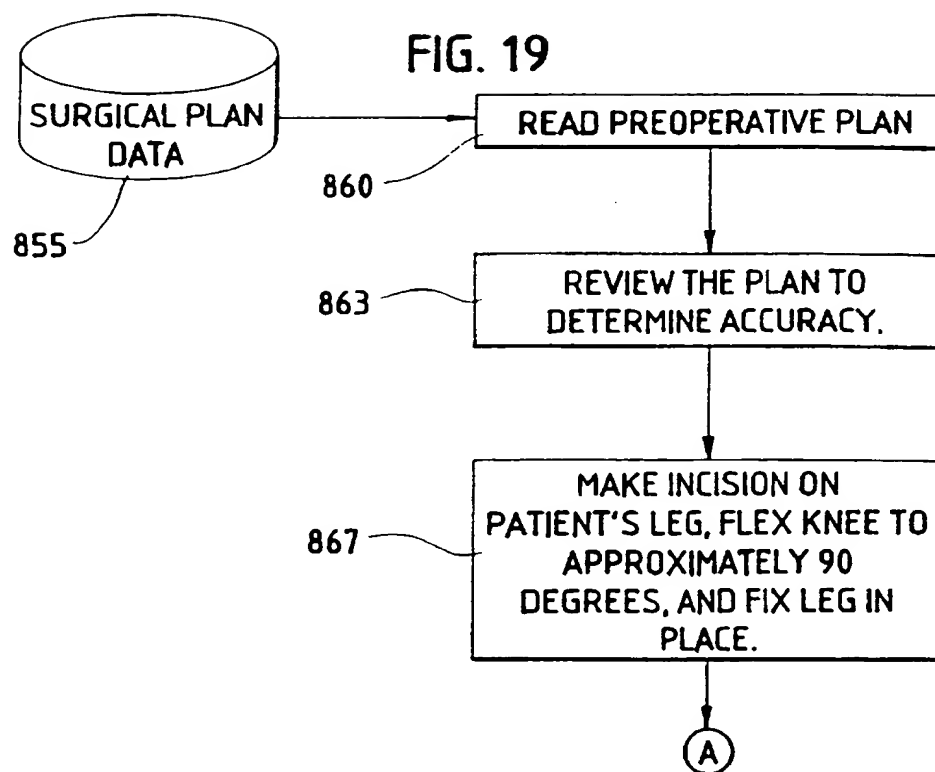 FIG. 19
SURGICAL PLAN
DATA
855
READ PREOPERATIVE PLAN
860
REVIEW THE PLAN TO
DETERMINE ACCURACY.
863
MAKE INCISION ON
PATIENT'S LEG, FLEX KNEE TO
APPROXIMATELY 90
DEGREES, AND FIX LEG IN
PLACE.
867
A